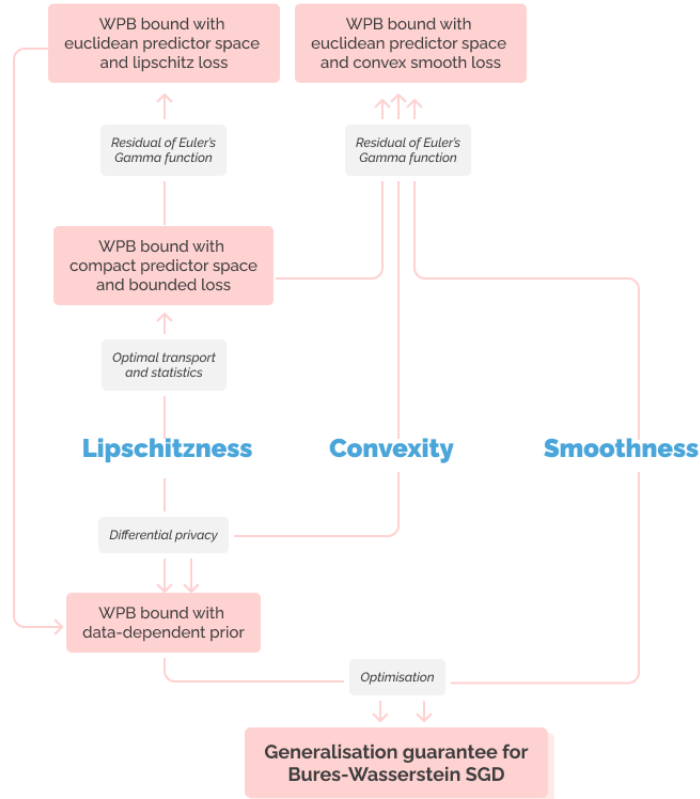 WPB bound with
euclidean predictor space
and lipschitz loss
WPB bound with
euclidean predictor space
and convex smooth loss
Residual of Euler's
Gamma function
Residual of Euler's
Gamma function
WPB bound with
compact predictor space
and bounded loss
Optimal transport
and statistics
Lipschitzness
Convexity
Smoothness
Differential privacy
WPB bound with
data-dependent prior
Optimisation
Generalisation guarantee for
Bures-Wasserstein SGD